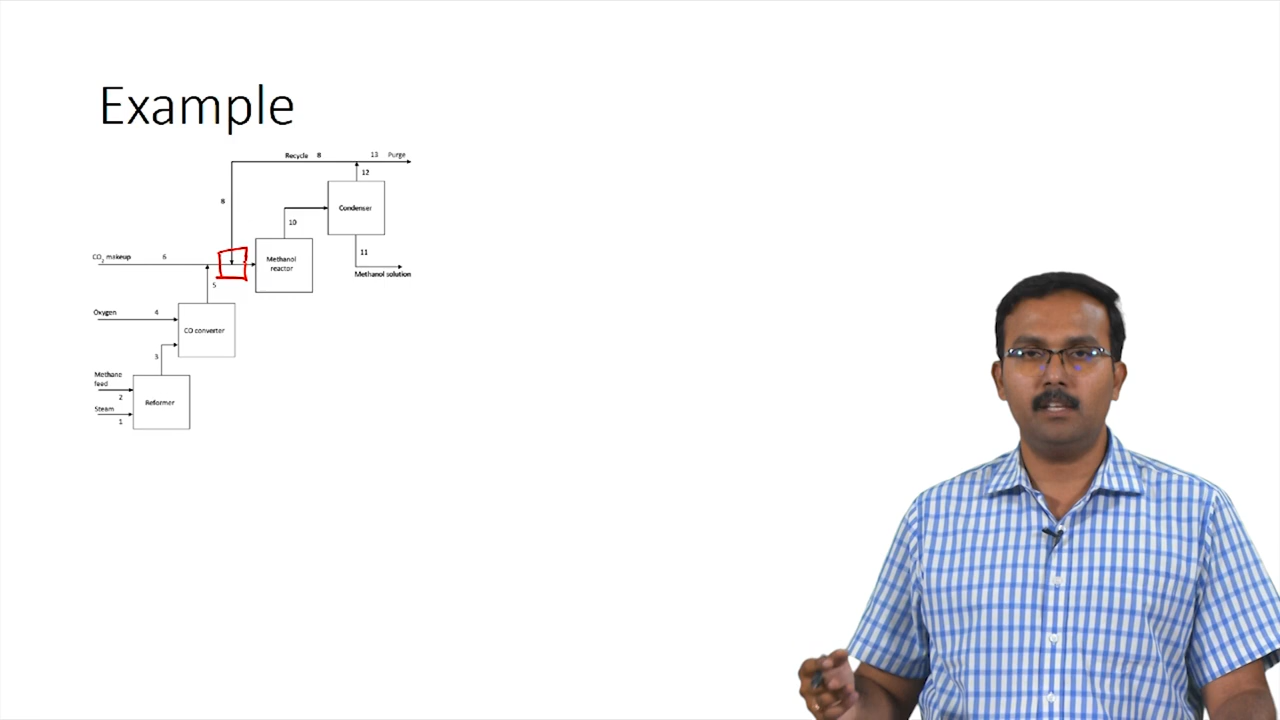 Example
Recycle 8 13 Purge
12
8
Condenser
10
11
CO2 makeup 6
Methanol
reactor
Methanol solution
5
Oxygen 4
CO converter
3
Methane
feed
2
Reformer
Steam
1